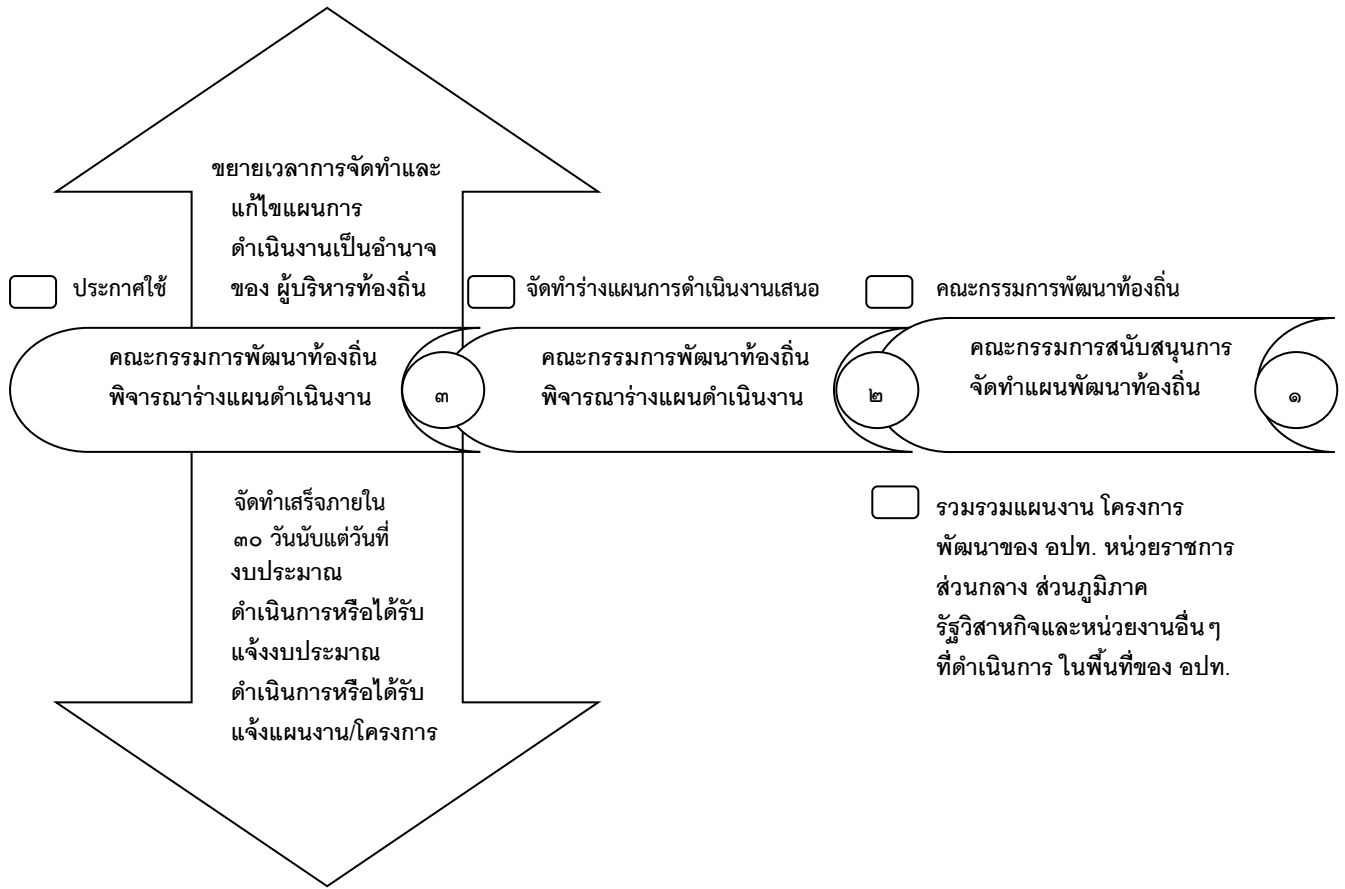 ขยายเวลาการจัดทำและ
แก้ไขแผนการ
ดำเนินงานเป็นอำนาจ
ของ ผู้บริหารท้องถิ่น
ประกาศใช้
จัดทำร่างแผนการดำเนินงานเสนอ
คณะกรรมการพัฒนาท้องถิ่น
คณะกรรมการพัฒนาท้องถิ่น
พิจารณาร่างแผนดำเนินงาน
๓
คณะกรรมการพัฒนาท้องถิ่น
พิจารณาร่างแผนดำเนินงาน
๒
คณะกรรมการสนับสนุนการ
จัดทำแผนพัฒนาท้องถิ่น
๑
จัดทำเสร็จภายใน
๓๐ วันนับแต่วันที่
งบประมาณ
ดำเนินการหรือได้รับ
แจ้งงบประมาณ
ดำเนินการหรือได้รับ
แจ้งแผนงาน/โครงการ
รวมรวมแผนงาน โครงการ
พัฒนาของ อปท. หน่วยราชการ
ส่วนกลาง ส่วนภูมิภาค
รัฐวิสาหกิจและหน่วยงานอื่น ๆ
ที่ดำเนินการ ในพื้นที่ของ อปท.